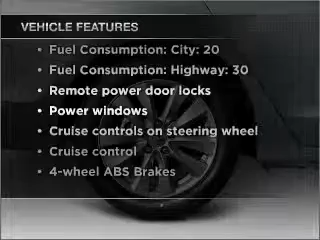 VEHICLE FEATURES
• Fuel Consumption: City: 20
• Fuel Consumption: Highway: 30
• Remote power door locks
• Power windows
• Cruise controls on steering wheel
• Cruise control
• 4-wheel ABS Brakes